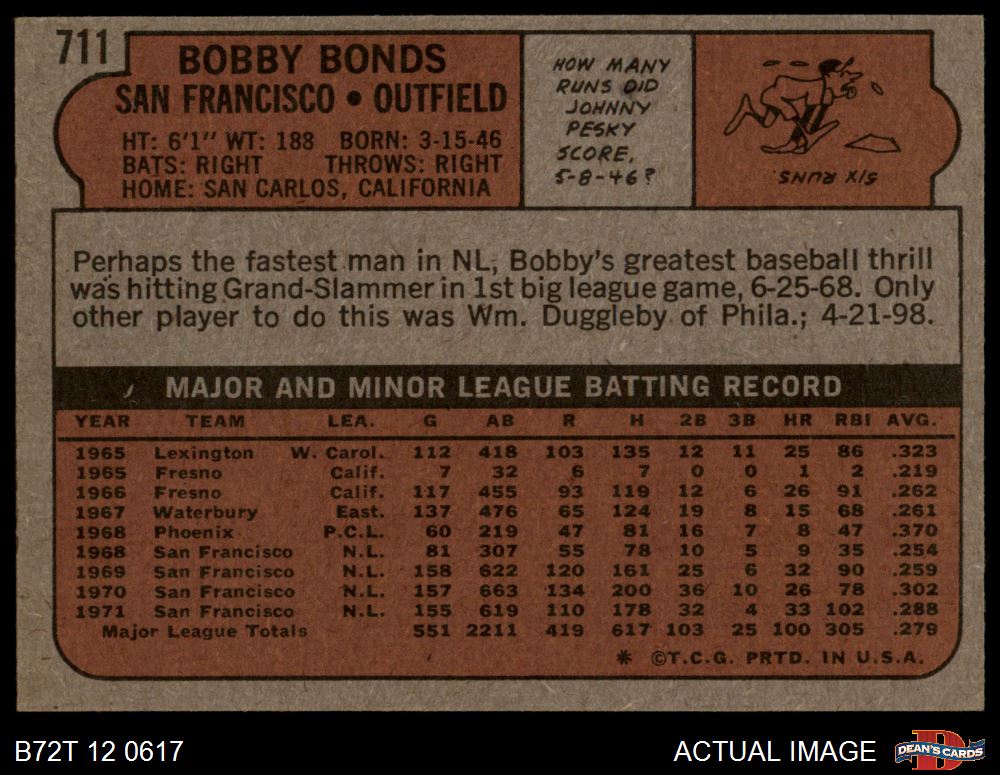 711
BOBBY BONDS
SAN FRANCISCO • OUTFIELD
HT: 6'1" WT: 188 BORN: 3-15-46
BATS: RIGHT THROWS: RIGHT
HOME: SAN CARLOS, CALIFORNIA
HOW MANY
RUNS DID
JOHNNY
PESKY
SCORE,
5-8-46?
SIX RUNS
Perhaps the fastest man in NL, Bobby's greatest baseball thrill
was hitting Grand-Slammer in 1st big league game, 6-25-68. Only
other player to do this was Wm. Duggleby of Phila.; 4-21-98.
MAJOR AND MINOR LEAGUE BATTING RECORD
YEAR TEAM LEA. G AB R H 2B 3B HR RBI AVG.
1965 Lexington W. Carol. 112 418 103 135 12 11 25 86 .323
1965 Fresno Calif. 7 32 6 7 0 0 1 2 .219
1966 Fresno Calif. 117 455 93 119 12 6 26 91 .262
1967 Waterbury East. 137 476 65 124 19 8 15 68 .261
1968 Phoenix P.C.L. 60 219 47 81 16 7 8 47 .370
1968 San Francisco N.L. 81 307 55 78 10 5 9 35 .254
1969 San Francisco N.L. 158 622 120 161 25 6 32 90 .259
1970 San Francisco N.L. 157 663 134 200 36 10 26 78 .302
1971 San Francisco N.L. 155 619 110 178 32 4 33 102 .288
Major League Totals 551 2211 419 617 103 25 100 305 .279
* ©T.C.G. PRTD. IN U.S.A.
B72T 12 0617
ACTUAL IMAGE
DEAN'S CARDS